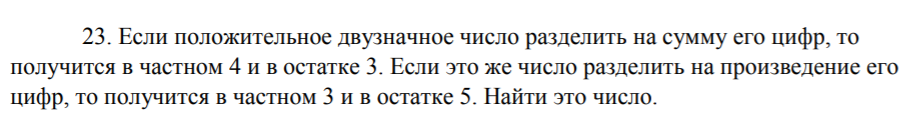 23. Если положительное двузначное число разделить на сумму его цифр, то
получится в частном 4 и в остатке 3. Если это же число разделить на произведение его
цифр, то получится в частном 3 и в остатке 5. Найти это число.